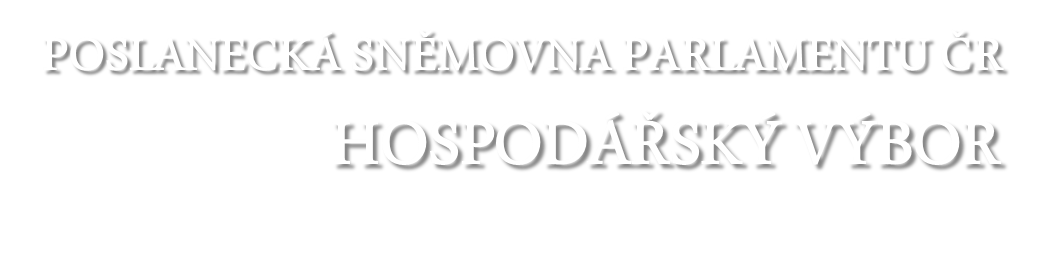 POSLANECKÁ SNĚMOVNA PARLAMENTU ČR
HOSPODÁŘSKÝ VÝBOR